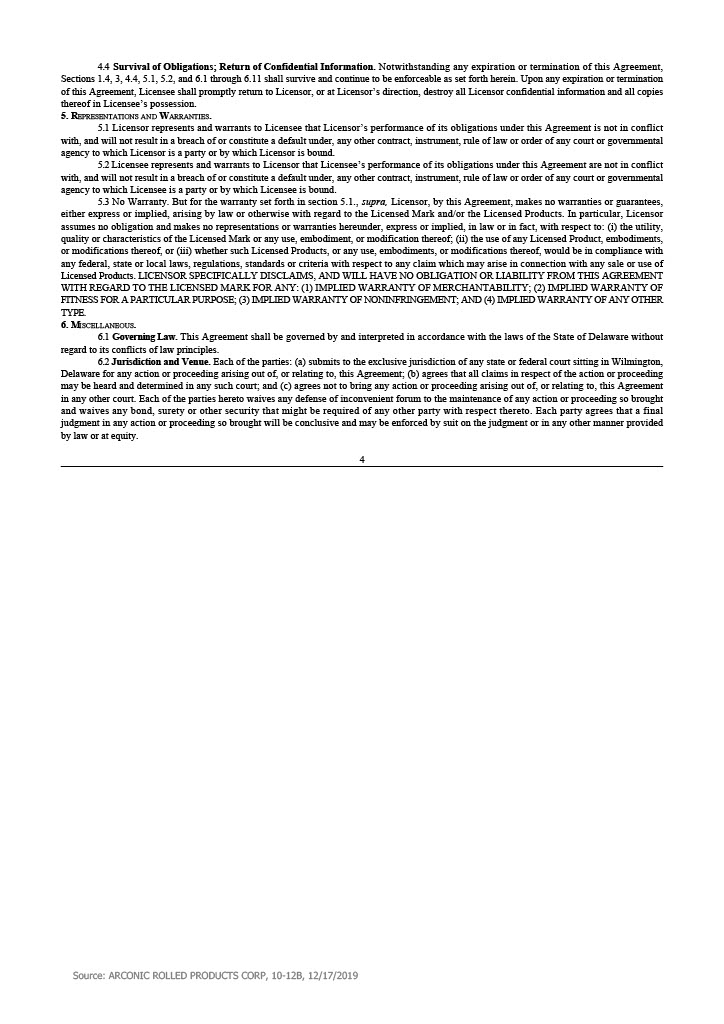 4.4 Survival of Obligations; Return of Confidential Information. Notwithstanding any expiration or termination of this Agreement,
Sections 1.4, 3, 4.4, 5.1, 5.2, and 6.1 through 6.11 shall survive and continue to be enforceable as set forth herein. Upon any expiration or termination
of this Agreement, Licensee shall promptly return to Licensor, or at Licensor’s direction, destroy all Licensor confidential information and all copies
thereof in Licensee’s possession.
5. Representations and Warranties.
5.1 Licensor represents and warrants to Licensee that Licensor’s performance of its obligations under this Agreement is not in conflict
with, and will not result in a breach of or constitute a default under, any other contract, instrument, rule of law or order of any court or governmental
agency to which Licensor is a party or by which Licensor is bound.
5.2 Licensee represents and warrants to Licensor that Licensee’s performance of its obligations under this Agreement are not in conflict
with, and will not result in a breach of or constitute a default under, any other contract, instrument, rule of law or order of any court or governmental
agency to which Licensee is a party or by which Licensee is bound.
5.3 No Warranty. But for the warranty set forth in section 5.1., supra, Licensor, by this Agreement, makes no warranties or guarantees,
either express or implied, arising by law or otherwise with regard to the Licensed Mark and/or the Licensed Products. In particular, Licensor
assumes no obligation and makes no representations or warranties hereunder, express or implied, in law or in fact, with respect to: (i) the utility,
quality or characteristics of the Licensed Mark or any use, embodiment, or modification thereof; (ii) the use of any Licensed Product, embodiments,
or modifications thereof, or (iii) whether such Licensed Products, or any use, embodiments, or modifications thereof, would be in compliance with
any federal, state or local laws, regulations, standards or criteria with respect to any claim which may arise in connection with any sale or use of
Licensed Products. LICENSOR SPECIFICALLY DISCLAIMS, AND WILL HAVE NO OBLIGATION OR LIABILITY FROM THIS AGREEMENT
WITH REGARD TO THE LICENSED MARK FOR ANY: (1) IMPLIED WARRANTY OF MERCHANTABILITY; (2) IMPLIED WARRANTY OF
FITNESS FOR A PARTICULAR PURPOSE; (3) IMPLIED WARRANTY OF NONINFRINGEMENT; AND (4) IMPLIED WARRANTY OF ANY OTHER
TYPE.
6. Miscellaneous.
6.1 Governing Law. This Agreement shall be governed by and interpreted in accordance with the laws of the State of Delaware without
regard to its conflicts of law principles.
6.2 Jurisdiction and Venue. Each of the parties: (a) submits to the exclusive jurisdiction of any state or federal court sitting in Wilmington,
Delaware for any action or proceeding arising out of, or relating to, this Agreement; (b) agrees that all claims in respect of the action or proceeding
may be heard and determined in any such court; and (c) agrees not to bring any action or proceeding arising out of, or relating to, this Agreement
in any other court. Each of the parties hereto waives any defense of inconvenient forum to the maintenance of any action or proceeding so brought
and waives any bond, surety or other security that might be required of any other party with respect thereto. Each party agrees that a final
judgment in any action or proceeding so brought will be conclusive and may be enforced by suit on the judgment or in any other manner provided
by law or at equity.
4
Source: ARCONIC ROLLED PRODUCTS CORP, 10-12B, 12/17/2019